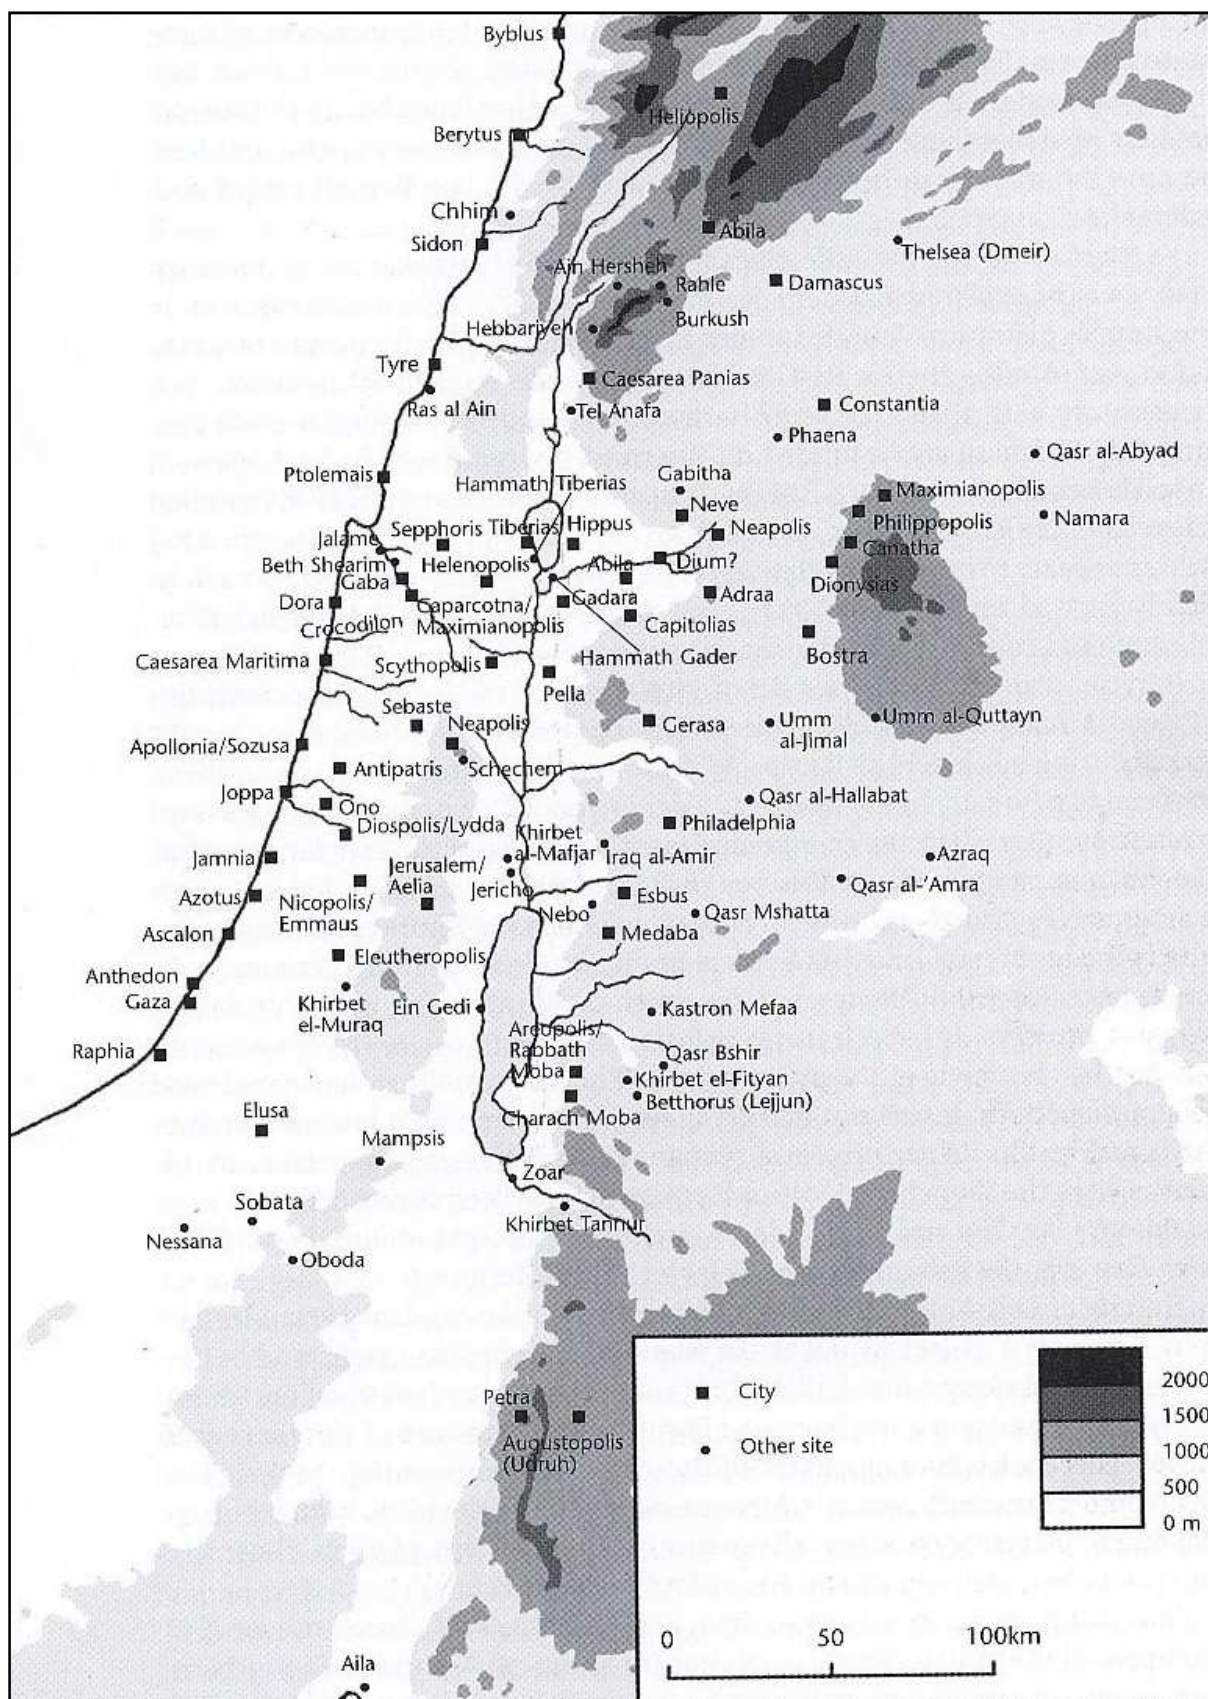 Byblus
Heliopolis
Berytus
Chhim
Abila
Sidon
Thelsea (Dmeir)
Ain Hersheh
Rahle
Damascus
Burkush
Hebbariyeh
Tyre
Caesarea Panias
Ras al Ain
Tel Anafa
Constantia
Phaena
Qasr al-Abyad
Ptolemais
Hammath Tiberias
Gabitha
Maximianopolis
Neve
Namara
Sepphoris
Tiberias
Hippus
Neapolis
Philippopolis
Jalame
Canatha
Beth Shearim
Helenopolis
Abila
Dium?
Dionysias
Gaba
Dora
Caparcotna/
Maximianopolis
Gadara
Adraa
Crocodilon
Capitolias
Caesarea Maritima
Scythopolis
Hammath Gader
Bostra
Pella
Sebaste
Neapolis
Gerasa
Umm
al-Jimal
Umm al-Quttayn
Apollonia/Sozusa
Antipatris
Schechem
Joppa
Ono
Qasr al-Hallabat
Diospolis/Lydda
Khirbet
al-Mafjar
Philadelphia
Iraq al-Amir
Jamnia
Jerusalem/
Aelia
Jericho
Azraq
Qasr al-'Amra
Azotus
Nicopolis/
Emmaus
Esbus
Nebo
Qasr Mshatta
Ascalon
Medaba
Eleutheropolis
Anthedon
Gaza
Khirbet
el-Muraq
Ein Gedi
Kastron Mefaa
Areopolis/
Rabbath
Moba
Raphia
Qasr Bshir
Khirbet el-Fityan
Betthorus (Lejjun)
Charach Moba
Elusa
Mampsis
Zoar
Sobata
Khirbet Tannur
Nessana
Oboda
Petra
Augustopolis
(Udruh)
Aila
City
Other site
2000
1500
1000
500
0 m
0
50
100km